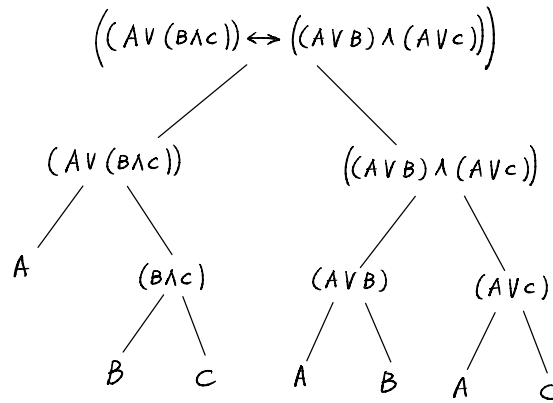 ((A∨(B∧C))↔((A∨B)∧(A∨C)))
(A∨(B∧C)) ((A∨B)∧(A∨C))
A (B∧C) (A∨B) (A∨C)
B C A B A C